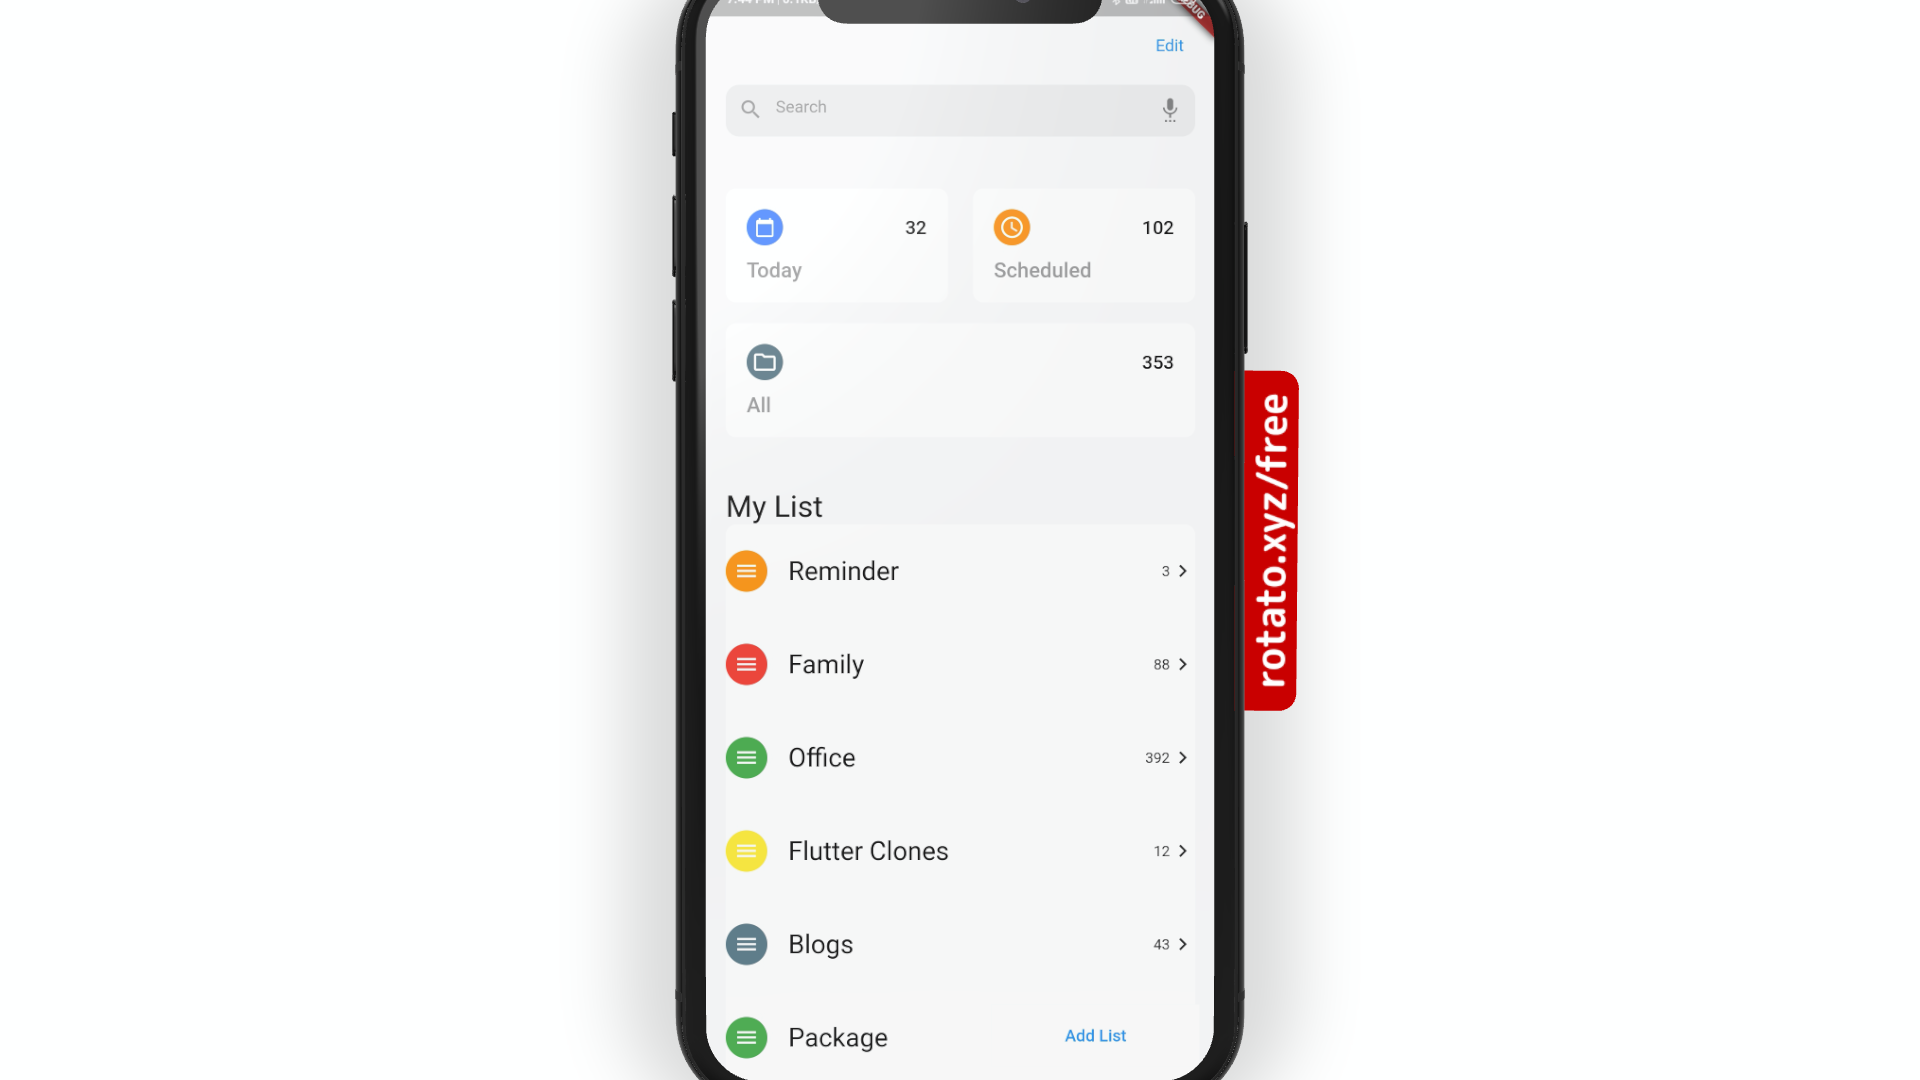 Edit
Search
32
Today
102
Scheduled
353
All
My List
Reminder 3
Family 88
Office 392
Flutter Clones 12
Blogs 43
Package
Add List
rotato.xyz/free